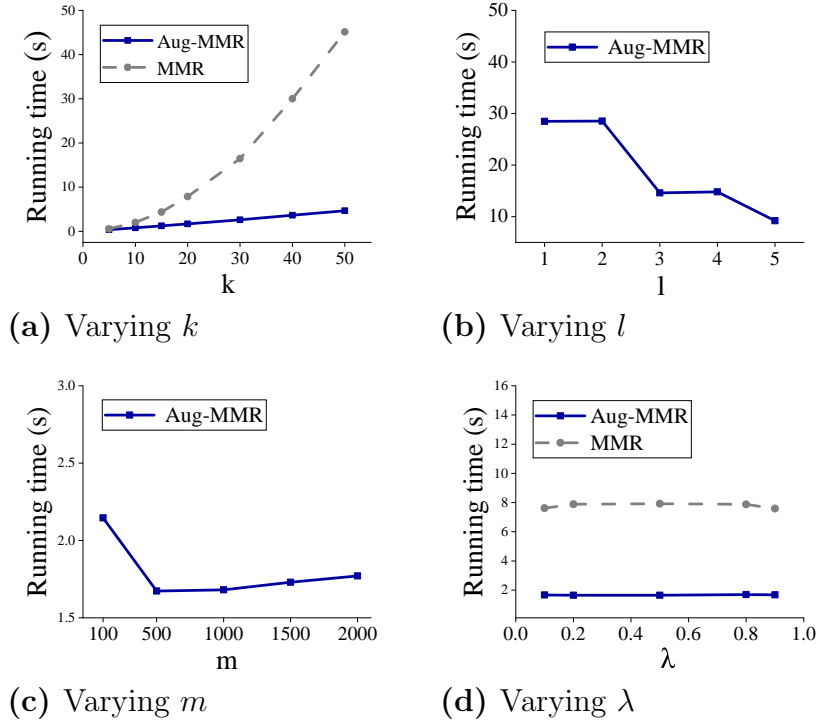 50
40
30
20
10
0
Running time (s)
Aug-MMR
MMR
0 10 20 30 40 50
k
(a) Varying k
50
40
30
20
10
Running time (s)
Aug-MMR
1 2 3 4 5
l
(b) Varying l
3.0
2.5
2.0
1.5
Running time (s)
Aug-MMR
100 500 1000 1500 2000
m
(c) Varying m
16
14
12
10
8
6
4
2
Running time (s)
Aug-MMR
MMR
0.0 0.2 0.4 0.6 0.8 1.0
λ
(d) Varying λ